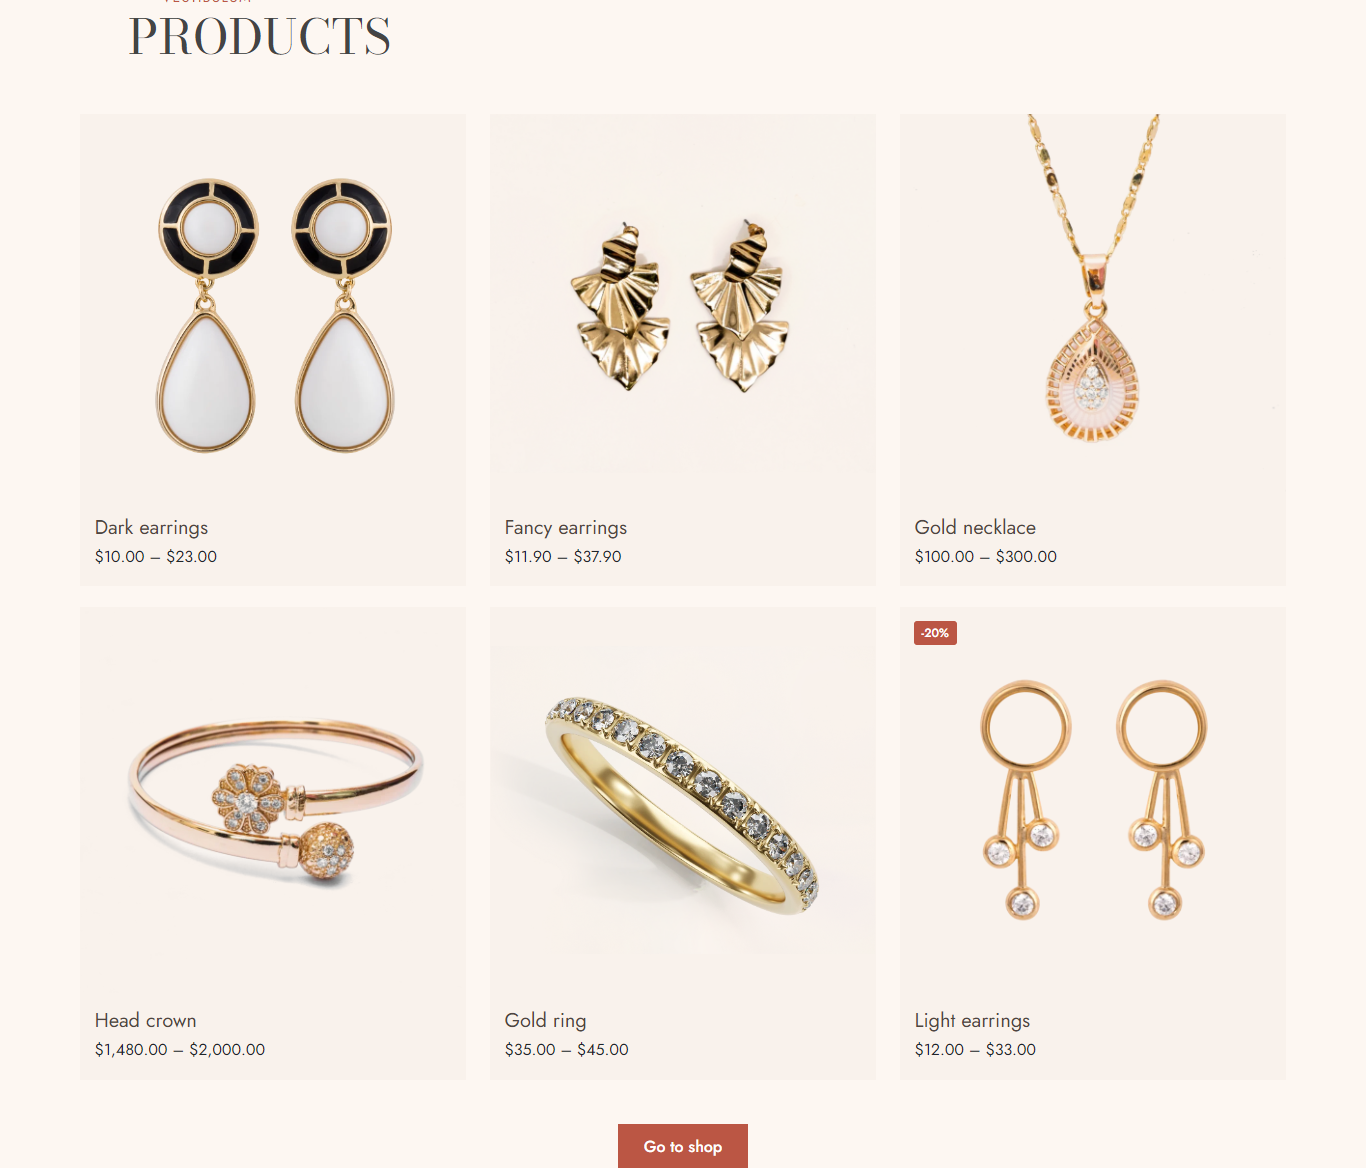 PRODUCTS
Dark earrings
$10.00 – $23.00
Fancy earrings
$11.90 – $37.90
Gold necklace
$100.00 – $300.00
-20%
Head crown
$1,480.00 – $2,000.00
Gold ring
$35.00 – $45.00
Light earrings
$12.00 – $33.00
Go to shop